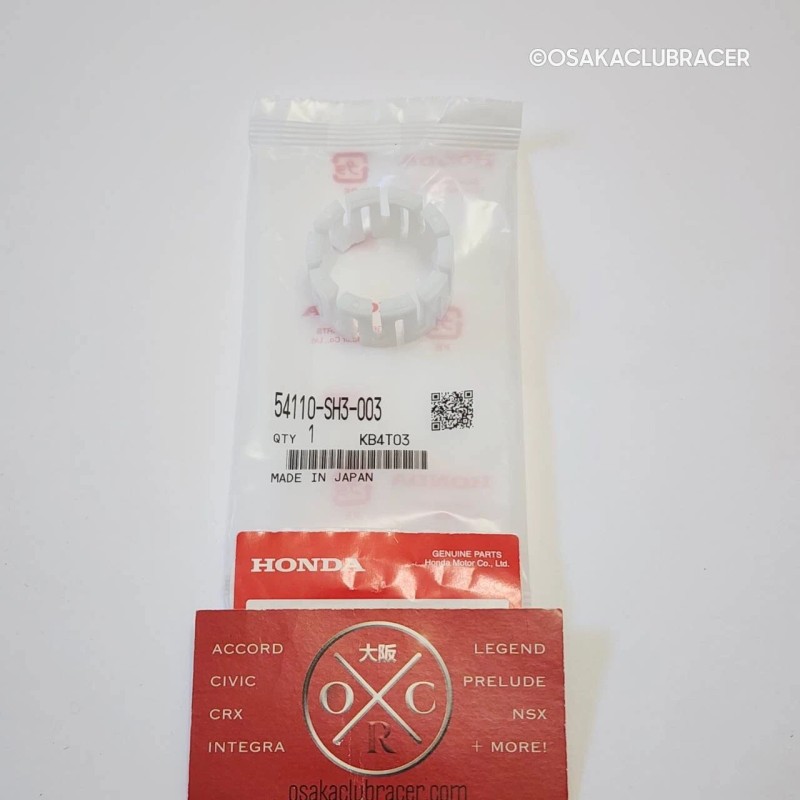 ©OSAKACLUBRACER
54110-SH3-003
QTY 1 KB4T03
MADE IN JAPAN
HONDA
GENUINE PARTS
Honda Motor Co., Ltd.
ACCORD
CIVIC
CRX
INTEGRA
大阪
O C
R
LEGEND
PRELUDE
NSX
+ MORE!
osakaclubracer.com